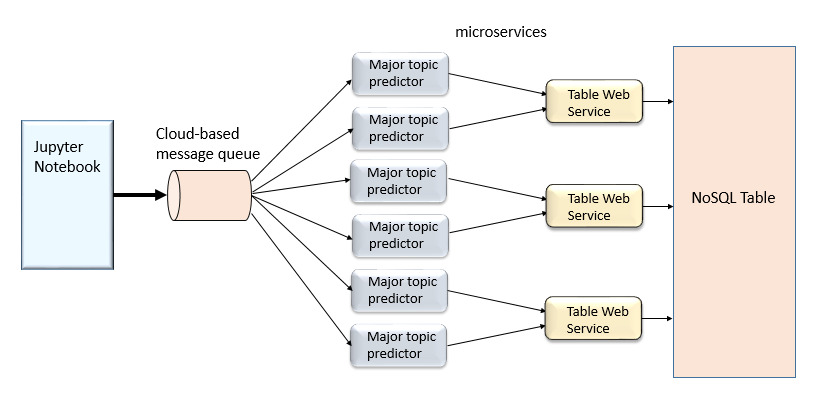 microservices
Jupyter
Notebook
Cloud-based
message queue
Major topic
predictor
Major topic
predictor
Major topic
predictor
Major topic
predictor
Major topic
predictor
Major topic
predictor
Table Web
Service
Table Web
Service
Table Web
Service
NoSQL Table